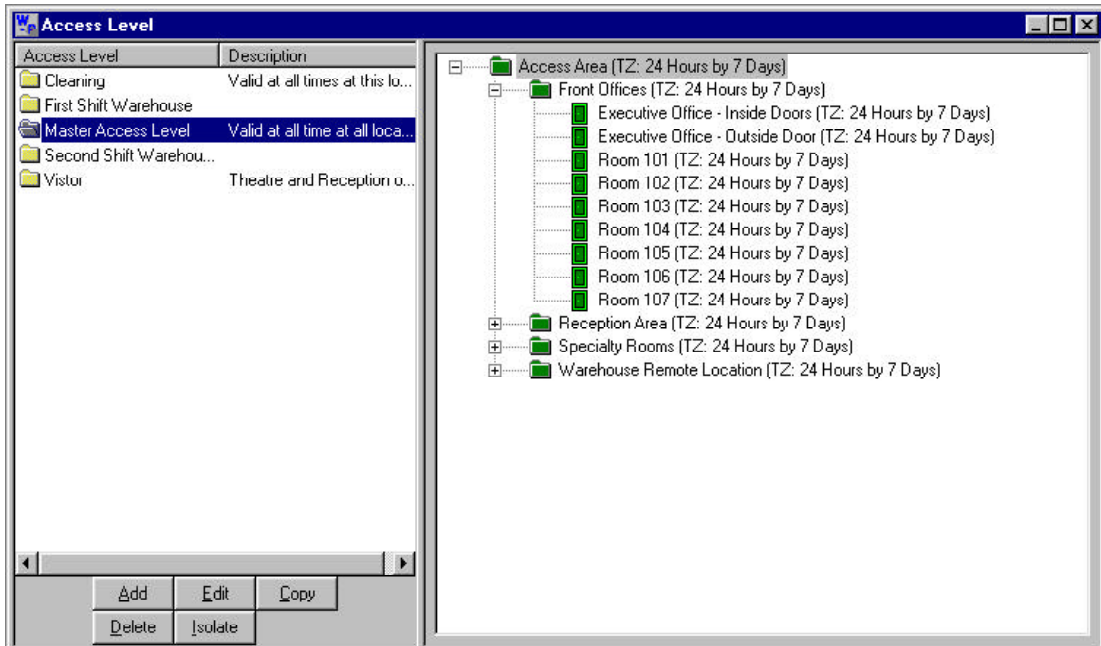 WP Access Level
Access Level Description
Cleaning Valid at all times at this lo...
First Shift Warehouse
Master Access Level Valid at all time at all loca...
Second Shift Warehou...
Vistor Theatre and Reception o...
Add Edit Copy
Delete Isolate
Access Area (TZ: 24 Hours by 7 Days)
Front Offices (TZ: 24 Hours by 7 Days)
Executive Office - Inside Doors (TZ: 24 Hours by 7 Days)
Executive Office - Outside Door (TZ: 24 Hours by 7 Days)
Room 101 (TZ: 24 Hours by 7 Days)
Room 102 (TZ: 24 Hours by 7 Days)
Room 103 (TZ: 24 Hours by 7 Days)
Room 104 (TZ: 24 Hours by 7 Days)
Room 105 (TZ: 24 Hours by 7 Days)
Room 106 (TZ: 24 Hours by 7 Days)
Room 107 (TZ: 24 Hours by 7 Days)
Reception Area (TZ: 24 Hours by 7 Days)
Specialty Rooms (TZ: 24 Hours by 7 Days)
Warehouse Remote Location (TZ: 24 Hours by 7 Days)